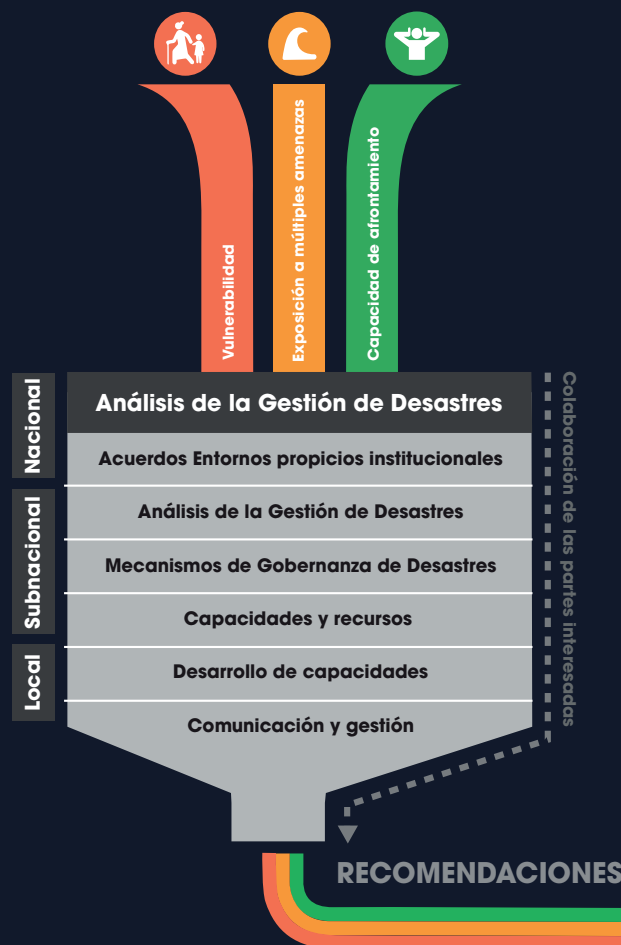 Vulnerabilidad
Exposición a múltiples amenazas
Capacidad de afrontamiento
Nacional
Subnacional
Local
Análisis de la Gestión de Desastres
Acuerdos Entornos propicios institucionales
Análisis de la Gestión de Desastres
Mecanismos de Gobernanza de Desastres
Capacidades y recursos
Desarrollo de capacidades
Comunicación y gestión
Colaboración de las partes interesadas
RECOMENDACIONES